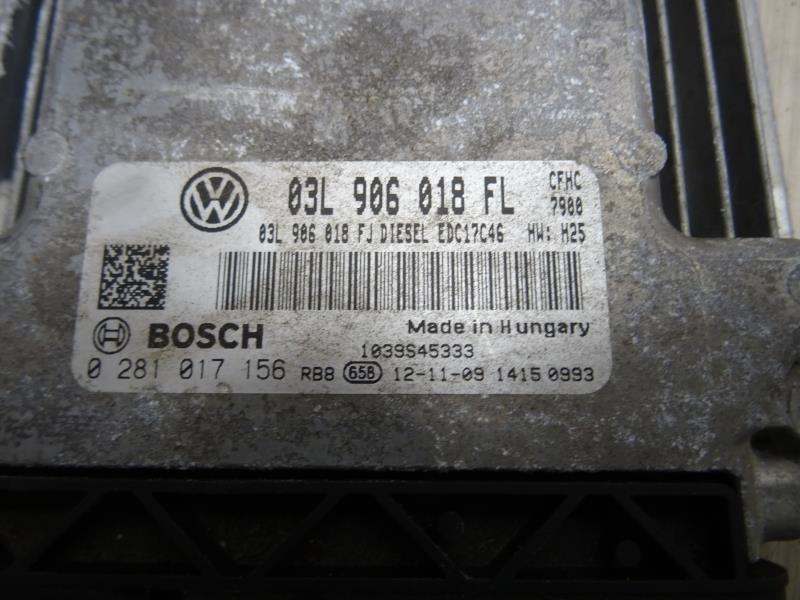 03L 906 018 FL CFHC
7900
03L 906 018 FJ DIESEL EDC17C46 HW: H25
BOSCH Made in Hungary
1039S45333
0 281 017 156 RB8 658 12-11-09 1415 0993